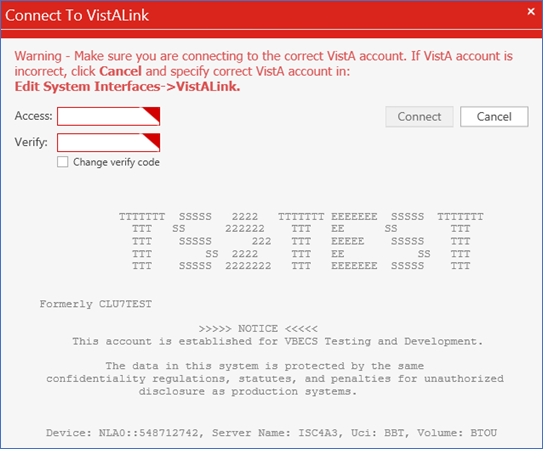 Connect To VistALink
Warning - Make sure you are connecting to the correct VistA account. If VistA account is
incorrect, click Cancel and specify correct VistA account in:
Edit System Interfaces->VistALink.
Access:
Connect
Cancel
Verify:
Change verify code
TTTTTTT SSSSS 2222 TTTTTTT EEEEEEE SSSSS TTTTTTT
TTT SS 222222 TTT EE SS TTT
TTT SSSSS 222 TTT EEEEE SSSSS TTT
TTT SS 2222 TTT EE SS TTT
TTT SSSSS 2222222 TTT EEEEEEE SSSSS TTT
Formerly CLU7TEST
>>>>> NOTICE <<<<<
This account is established for VBECS Testing and Development.
The data in this system is protected by the same
confidentiality regulations, statutes, and penalties for unauthorized
disclosure as production systems.
Device: NLA0::548712742, Server Name: ISC4A3, Uci: BBT, Volume: BTOU